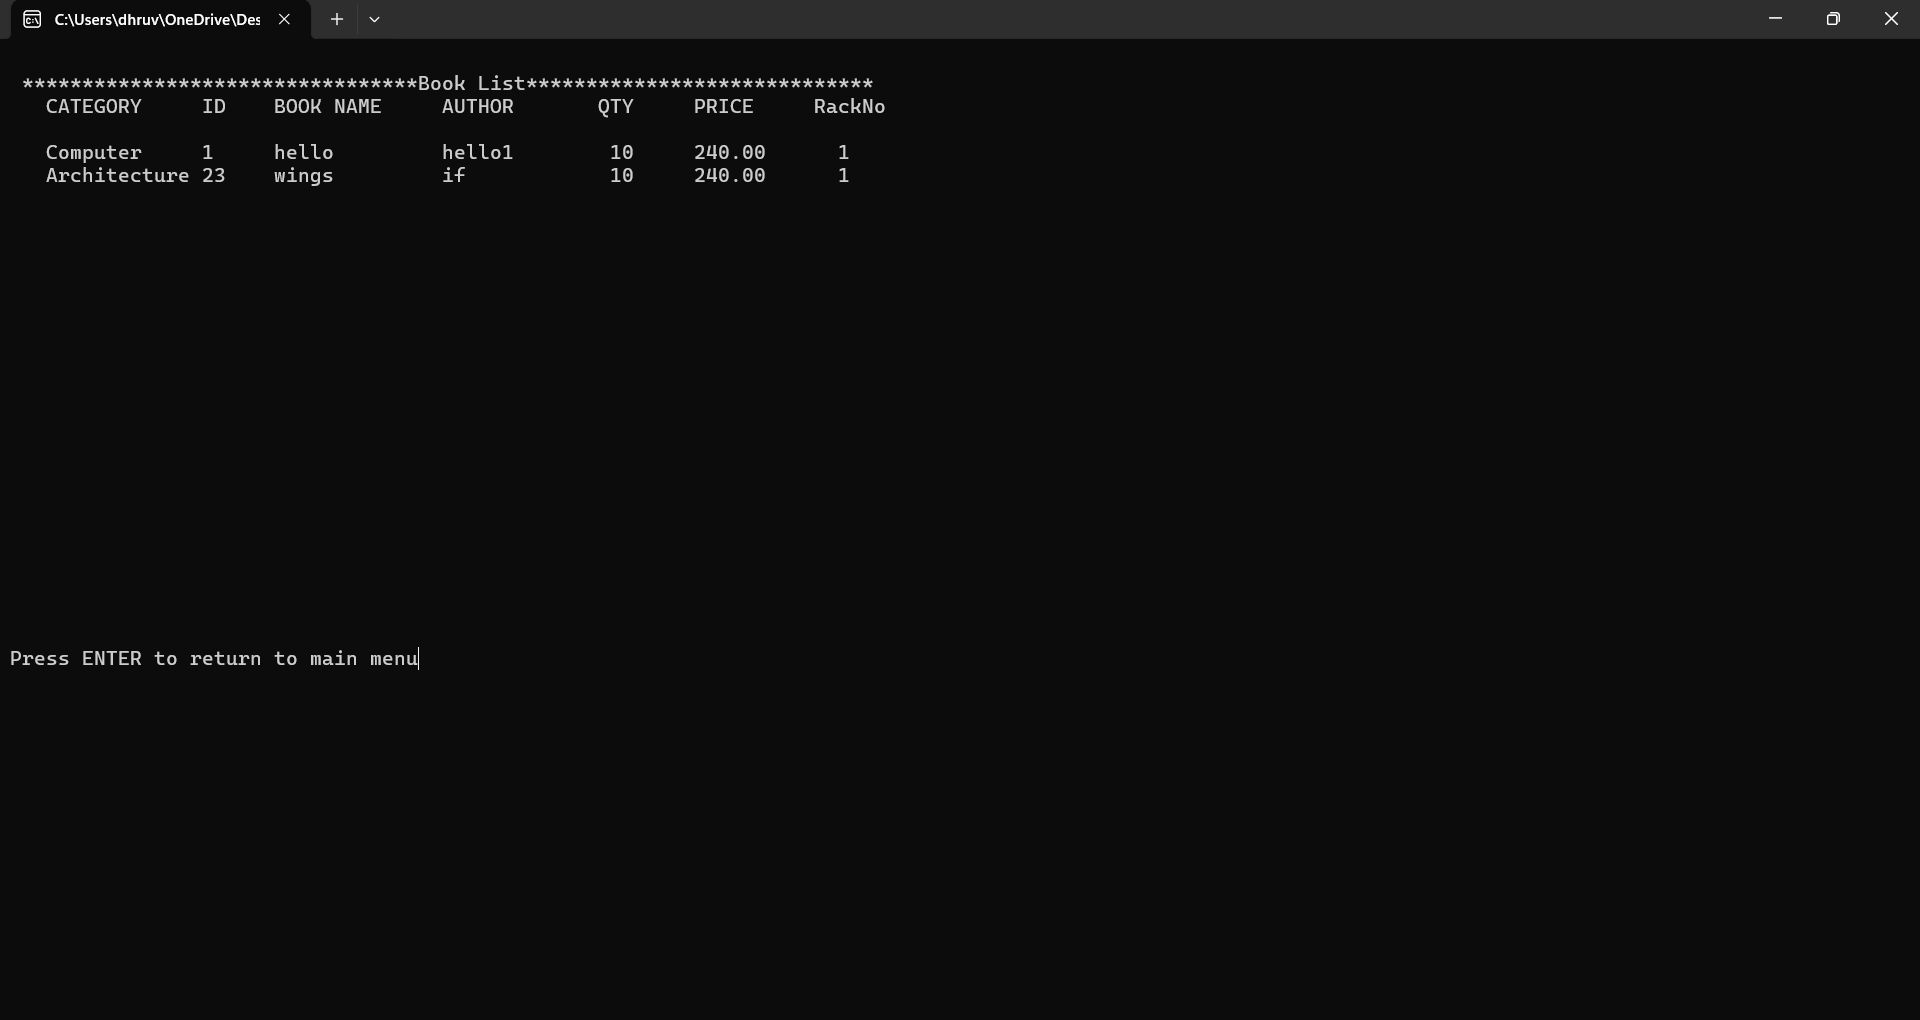 C:\Users\dhruv\OneDrive\Des
*********************************Book List*****************************
CATEGORY ID BOOK NAME AUTHOR QTY PRICE RackNo
Computer 1 hello hello1 10 240.00 1
Architecture 23 wings if 10 240.00 1
Press ENTER to return to main menu